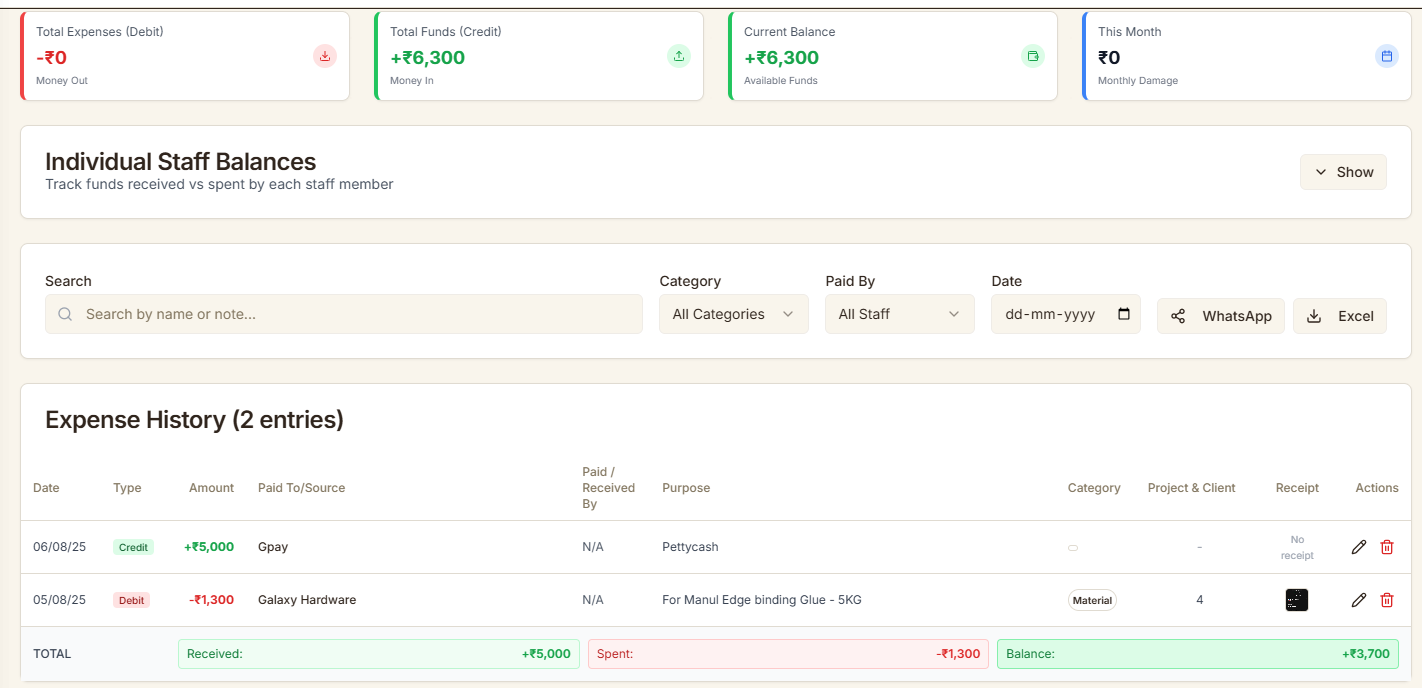 Total Expenses (Debit)
-₹0
Money Out
Total Funds (Credit)
+₹6,300
Money In
Current Balance
+₹6,300
Available Funds
This Month
₹0
Monthly Damage
Individual Staff Balances
Track funds received vs spent by each staff member
Show
Search
Search by name or note...
Category
All Categories
Paid By
All Staff
Date
dd-mm-yyyy
WhatsApp
Excel
Expense History (2 entries)
Date Type Amount Paid To/Source Paid / Received By Purpose Category Project & Client Receipt Actions
06/08/25 Credit +₹5,000 Gpay N/A Pettycash - No receipt
05/08/25 Debit -₹1,300 Galaxy Hardware N/A For Manul Edge binding Glue - 5KG Material 4
TOTAL Received: +₹5,000 Spent: -₹1,300 Balance: +₹3,700